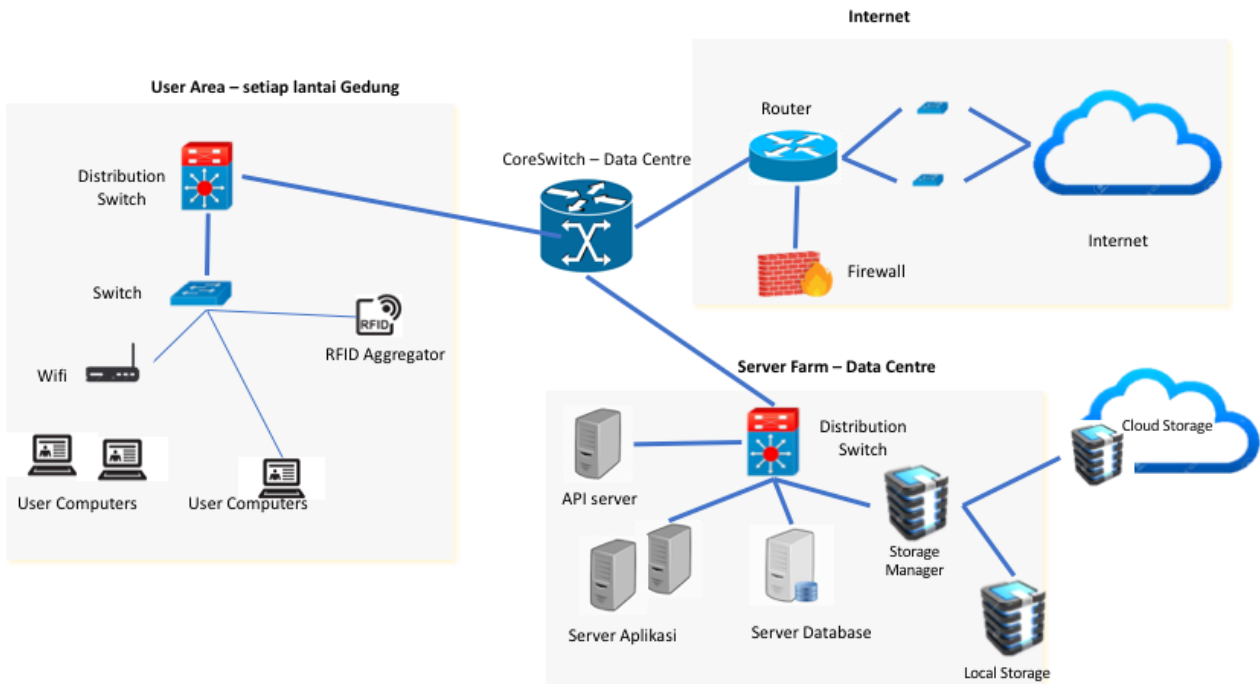 Internet
User Area – setiap lantai Gedung
Router
CoreSwitch – Data Centre
Distribution
Switch
Internet
Firewall
Switch
RFID
RFID Aggregator
Wifi
Server Farm – Data Centre
Distribution
Switch
Cloud Storage
User Computers
User Computers
API server
Storage
Manager
Server Aplikasi
Server Database
Local Storage